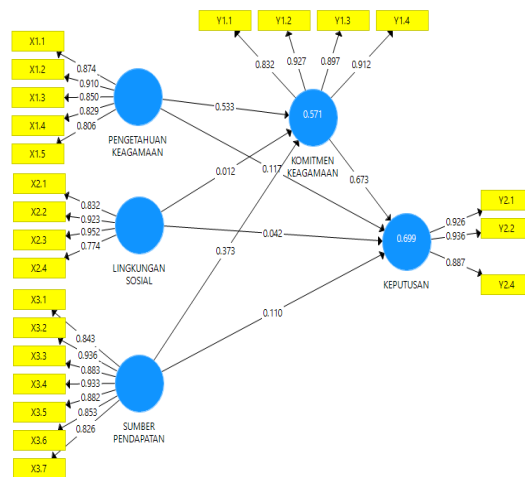 Y1.1
Y1.2
Y1.3
Y1.4
0.832
0.927
0.897
0.912
X1.1
X1.2
X1.3
X1.4
X1.5
0.874
0.910
0.850
0.829
0.806
PENGETAHUAN
KEAGAMAAN
0.533
0.117
0.571
KOMITMEN
KEAGAMAAN
0.673
X2.1
X2.2
X2.3
X2.4
0.832
0.923
0.952
0.774
LINGKUNGAN
SOSIAL
0.012
0.042
0.699
KEPUTUSAN
0.926
0.936
0.887
Y2.1
Y2.2
Y2.4
X3.1
X3.2
X3.3
X3.4
X3.5
X3.6
X3.7
0.843
0.936
0.883
0.933
0.882
0.853
0.826
SUMBER
PENDAPATAN
0.373
0.110